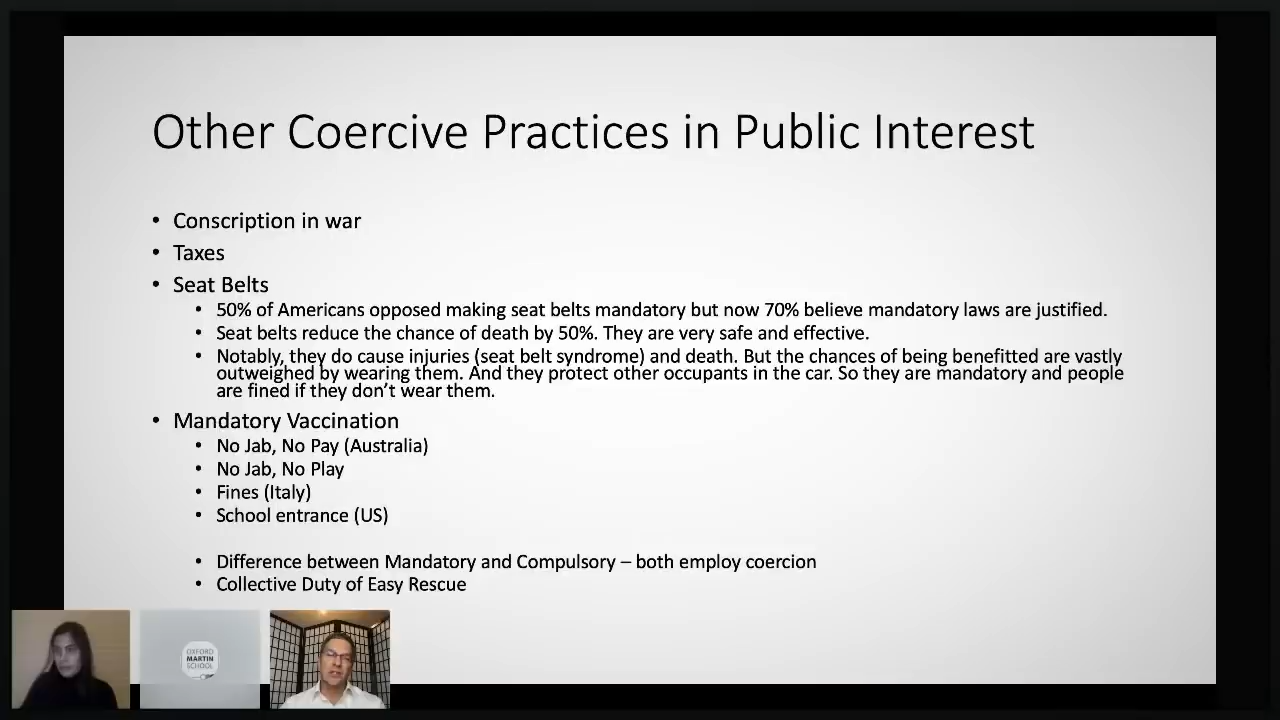 Other Coercive Practices in Public Interest
• Conscription in war
• Taxes
• Seat Belts
• 50% of Americans opposed making seat belts mandatory but now 70% believe mandatory laws are justified.
• Seat belts reduce the chance of death by 50%. They are very safe and effective.
• Notably, they do cause injuries (seat belt syndrome) and death. But the chances of being benefitted are vastly
outweighed by wearing them. And they protect other occupants in the car. So they are mandatory and people
are fined if they don’t wear them.
• Mandatory Vaccination
• No Jab, No Pay (Australia)
• No Jab, No Play
• Fines (Italy)
• School entrance (US)
• Difference between Mandatory and Compulsory – both employ coercion
• Collective Duty of Easy Rescue
OXFORD
MARTIN
SCHOOL